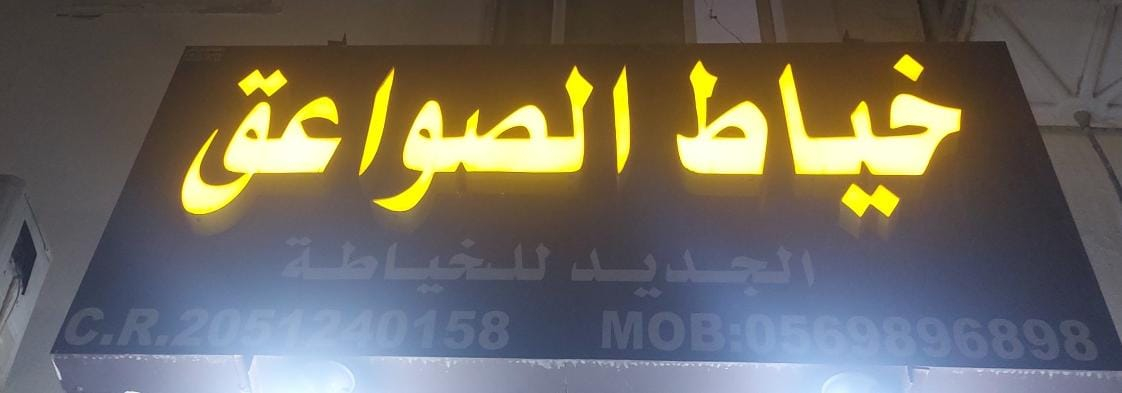 خياط الصواعق
الجديد للخياطة
C.R.2051240158 MOB:0569896898